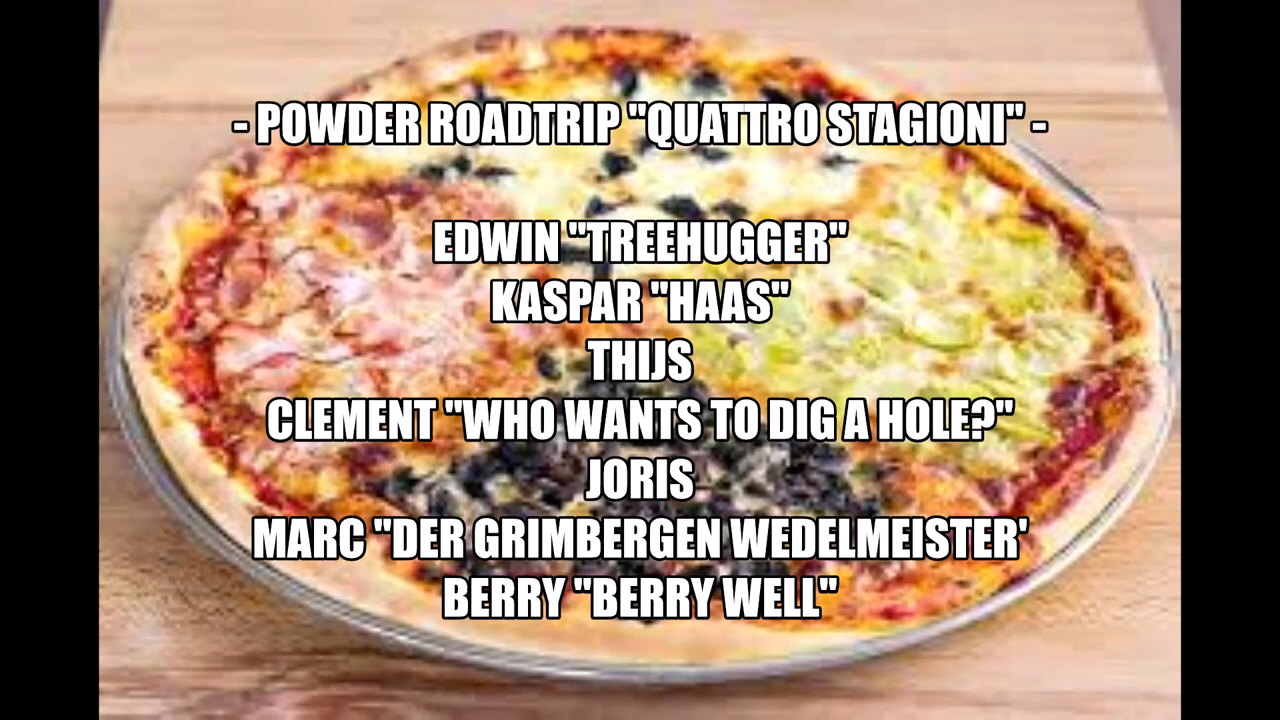 - POWDER ROADTRIP "QUATTRO STAGIONI" -
EDWIN "TREEHUGGER"
KASPAR "HAAS"
THIJS
CLEMENT "WHO WANTS TO DIG A HOLE?"
JORIS
MARC "DER GRIMBERGEN WEDELMEISTER'
BERRY "BERRY WELL"